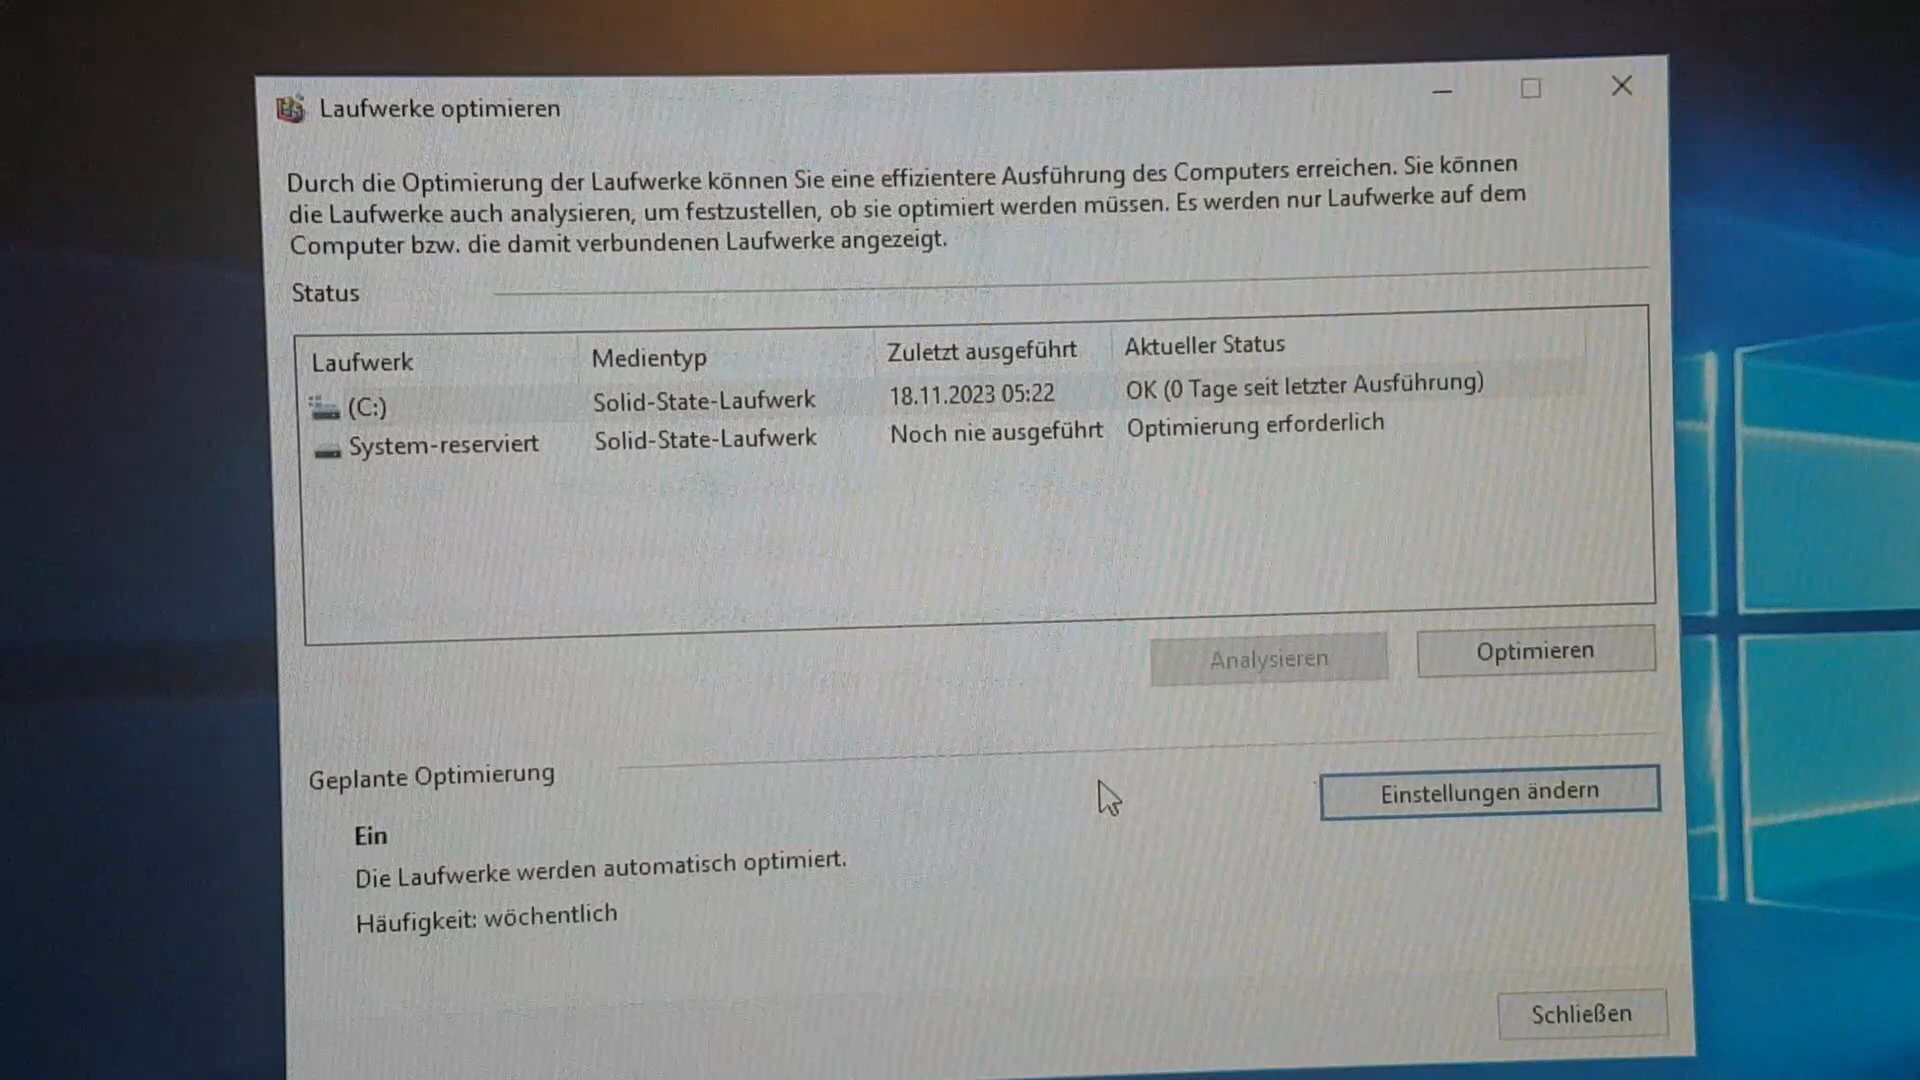 Laufwerke optimieren
Durch die Optimierung der Laufwerke können Sie eine effizientere Ausführung des Computers erreichen. Sie können
die Laufwerke auch analysieren, um festzustellen, ob sie optimiert werden müssen. Es werden nur Laufwerke auf dem
Computer bzw. die damit verbundenen Laufwerke angezeigt.
Status
Laufwerk Medientyp Zuletzt ausgeführt Aktueller Status
(C:) Solid-State-Laufwerk 18.11.2023 05:22 OK (0 Tage seit letzter Ausführung)
System-reserviert Solid-State-Laufwerk Noch nie ausgeführt Optimierung erforderlich
Analysieren Optimieren
Geplante Optimierung
Einstellungen ändern
Ein
Die Laufwerke werden automatisch optimiert.
Häufigkeit: wöchentlich
Schließen